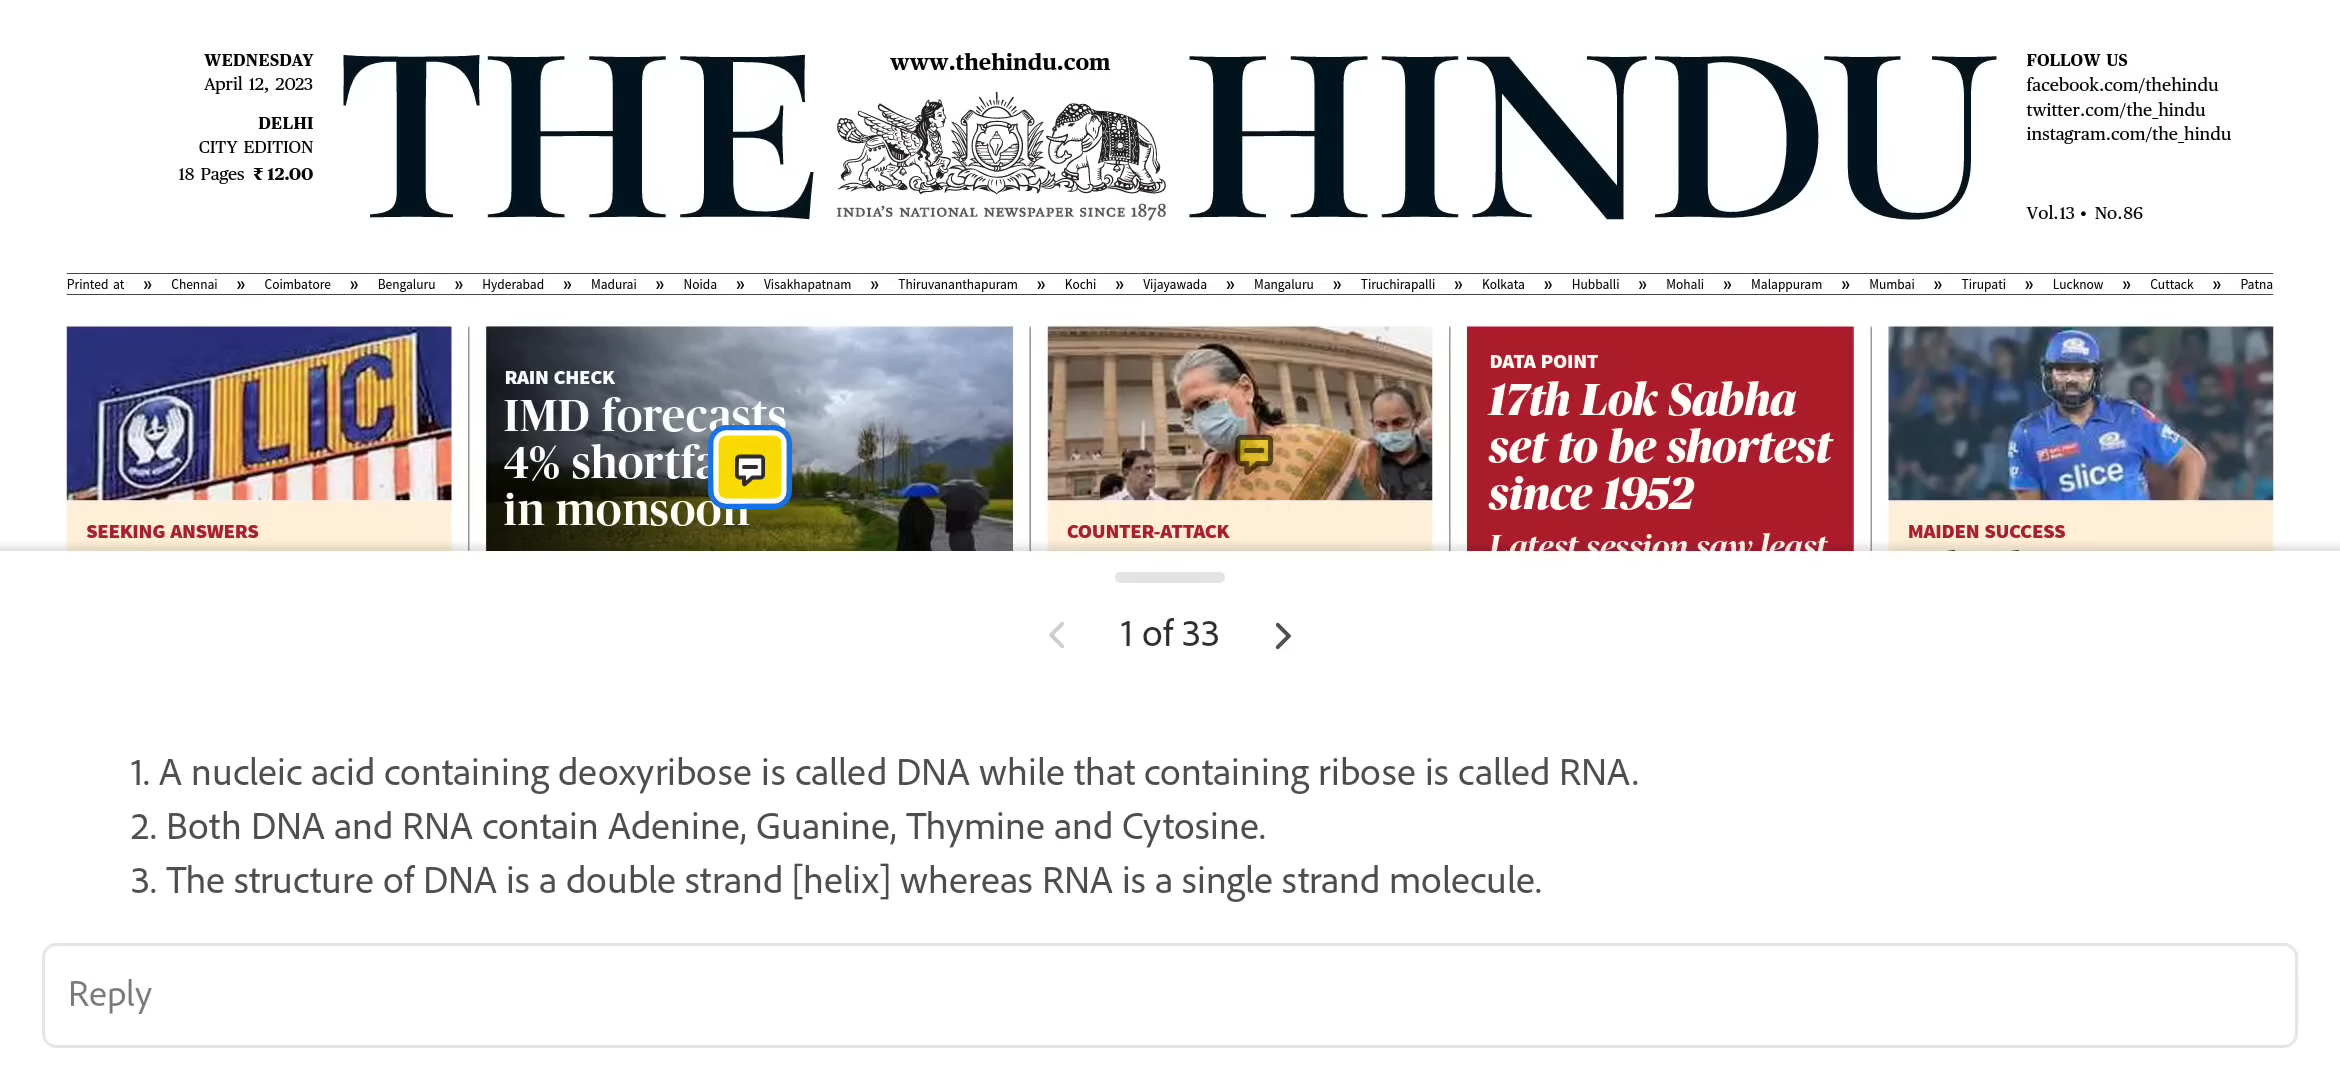 WEDNESDAY
April 12, 2023
DELHI
CITY EDITION
18 Pages ₹ 12.00
THE HINDU
www.thehindu.com
INDIA'S NATIONAL NEWSPAPER SINCE 1878
FOLLOW US
facebook.com/thehindu
twitter.com/the_hindu
instagram.com/the_hindu
Vol.13 • No.86
Printed at » Chennai » Coimbatore » Bengaluru » Hyderabad » Madurai » Noida » Visakhapatnam » Thiruvananthapuram » Kochi » Vijayawada » Mangaluru » Tiruchirapalli » Kolkata » Hubballi » Mohali » Malappuram » Mumbai » Tirupati » Lucknow » Cuttack » Patna
LIC
SEEKING ANSWERS
RAIN CHECK
IMD forecasts
4% shortfa
in monsoon
COUNTER-ATTACK
DATA POINT
17th Lok Sabha
set to be shortest
since 1952
Latest session saw least
slice
MAIDEN SUCCESS
1 of 33
1. A nucleic acid containing deoxyribose is called DNA while that containing ribose is called RNA.
2. Both DNA and RNA contain Adenine, Guanine, Thymine and Cytosine.
3. The structure of DNA is a double strand [helix] whereas RNA is a single strand molecule.
Reply